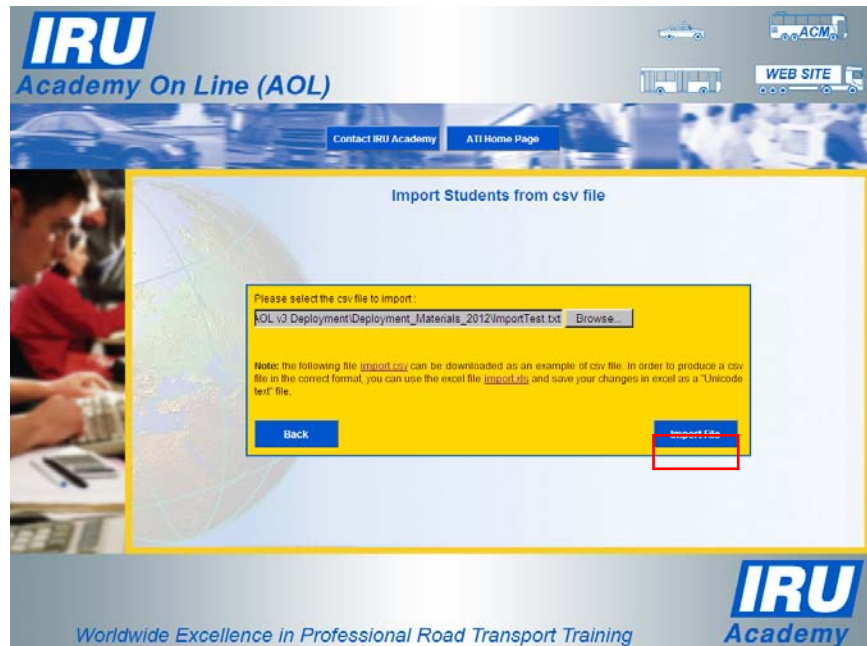 IRU
Academy On Line (AOL)
ACM
WEB SITE
Contact IRU Academy
ATI Home Page
Import Students from csv file
Please select the csv file to import :
AOL v3 Deployment\Deployment_Materials_2012\ImportTest.txt
Browse...
Note: the following file import.csv can be downloaded as an example of csv file. In order to produce a csv
file in the correct format, you can use the excel file import.xls and save your changes in excel as a "Unicode
text" file.
Back
Import File
IRU
Worldwide Excellence in Professional Road Transport Training
Academy